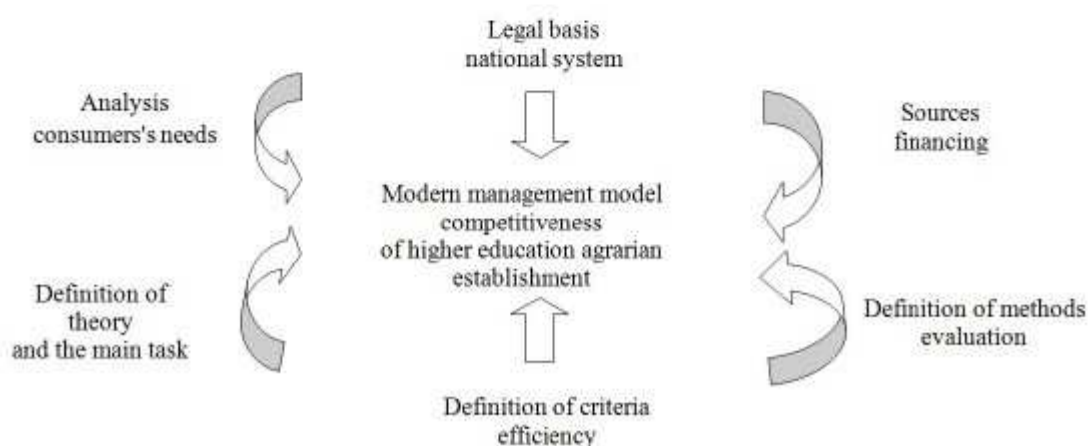 Legal basis
national system
Analysis
consumers's needs
Sources
financing
Modern management model
competitiveness
of higher education agrarian
establishment
Definition of
theory
and the main task
Definition of methods
evaluation
Definition of criteria
efficiency